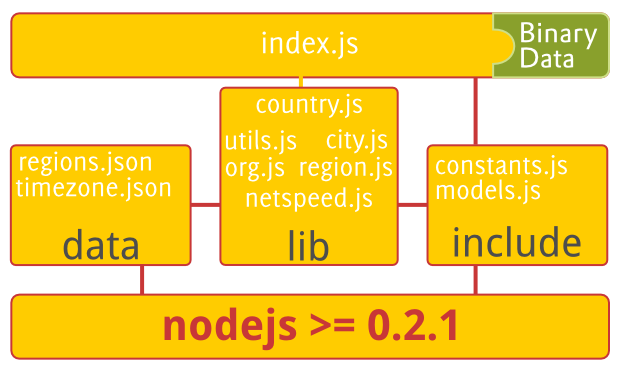 index.js
Binary
Data
country.js
utils.js city.js
org.js region.js
netspeed.js
lib
regions.json
timezone.json
data
constants.js
models.js
include
nodejs >= 0.2.1